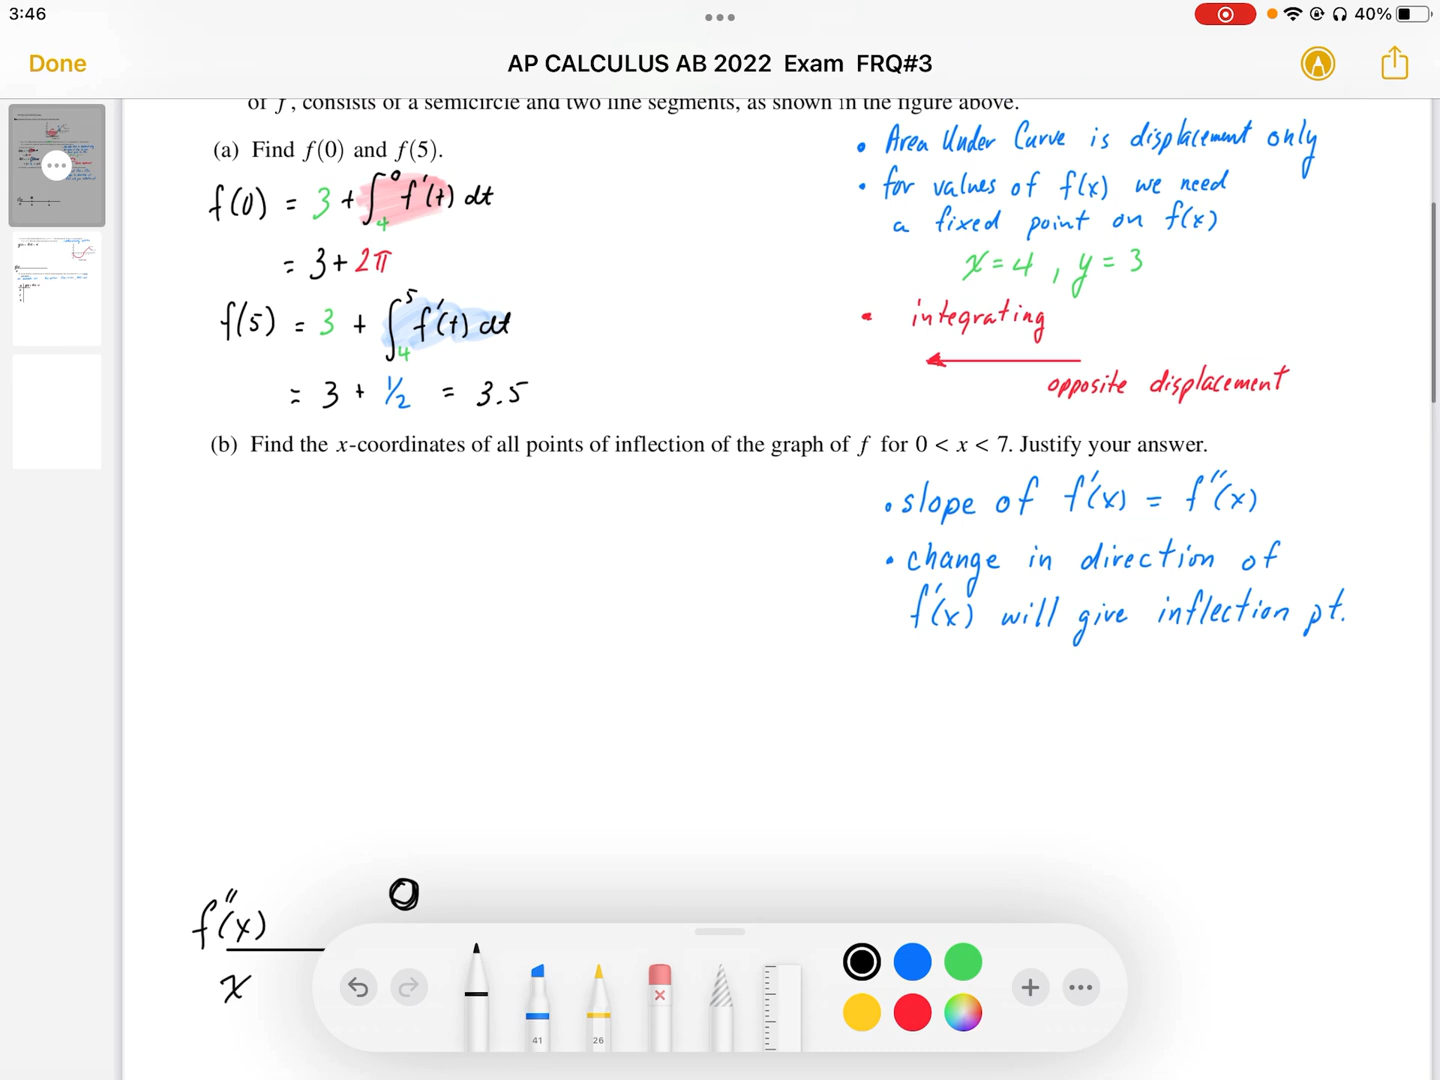 3:46
40%
Done
AP CALCULUS AB 2022 Exam FRQ#3
of f, consists of a semicircle and two line segments, as shown in the figure above.
(a) Find f(0) and f(5).
f(0) = 3 + ∫₄⁰ f'(t) dt
= 3 + 2π
f(5) = 3 + ∫₄⁵ f'(t) dt
= 3 + 1/2 = 3.5
• Area Under Curve is displacement only
• for values of f(x) we need
a fixed point on f(x)
x = 4 , y = 3
• integrating
opposite displacement
(b) Find the x-coordinates of all points of inflection of the graph of f for 0 < x < 7. Justify your answer.
• slope of f'(x) = f"(x)
• change in direction of
f'(x) will give inflection pt.
0
f"(x)
x
41
26